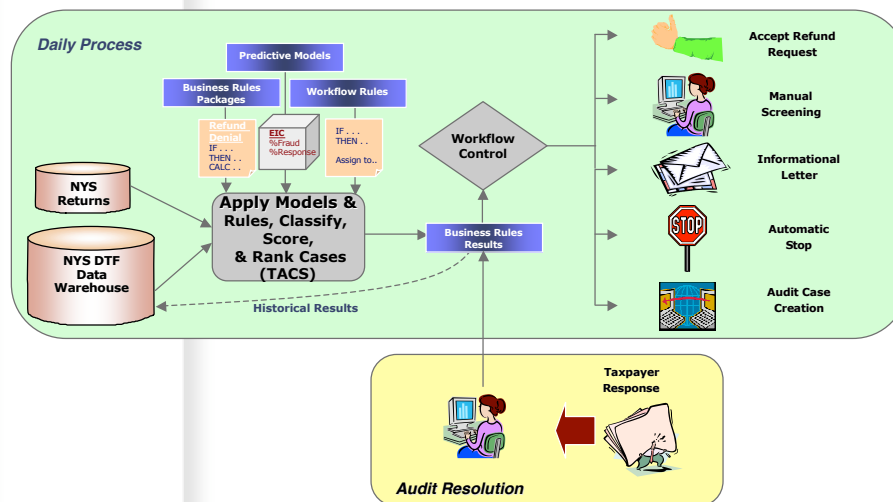 Daily Process
Predictive Models
Business Rules
Packages
Workflow Rules
Refund
Denial
IF . . .
THEN . .
CALC . .
EIC
%Fraud
%Response
IF . . .
THEN . .
Assign to..
NYS
Returns
NYS DTF
Data
Warehouse
Apply Models &
Rules, Classify,
Score,
& Rank Cases
(TACS)
Historical Results
Business Rules
Results
Workflow
Control
Accept Refund
Request
Manual
Screening
Informational
Letter
STOP
Automatic
Stop
Audit Case
Creation
Taxpayer
Response
Audit Resolution